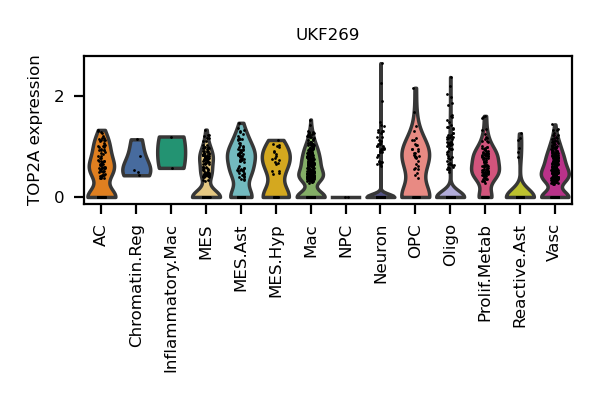 UKF269
TOP2A expression
2
0
AC
Chromatin.Reg
Inflammatory.Mac
MES
MES.Ast
MES.Hyp
Mac
NPC
Neuron
OPC
Oligo
Prolif.Metab
Reactive.Ast
Vasc